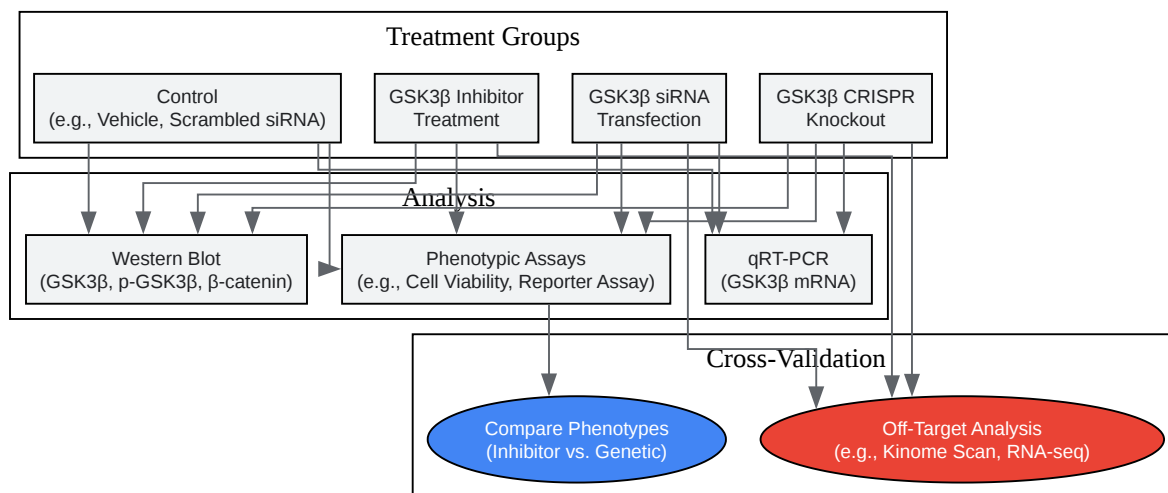 Treatment Groups
Control
(e.g., Vehicle, Scrambled siRNA)
GSK3β Inhibitor
Treatment
GSK3β siRNA
Transfection
GSK3β CRISPR
Knockout
Analysis
Western Blot
(GSK3β, p-GSK3β, β-catenin)
Phenotypic Assays
(e.g., Cell Viability, Reporter Assay)
qRT-PCR
(GSK3β mRNA)
Cross-Validation
Compare Phenotypes
(Inhibitor vs. Genetic)
Off-Target Analysis
(e.g., Kinome Scan, RNA-seq)